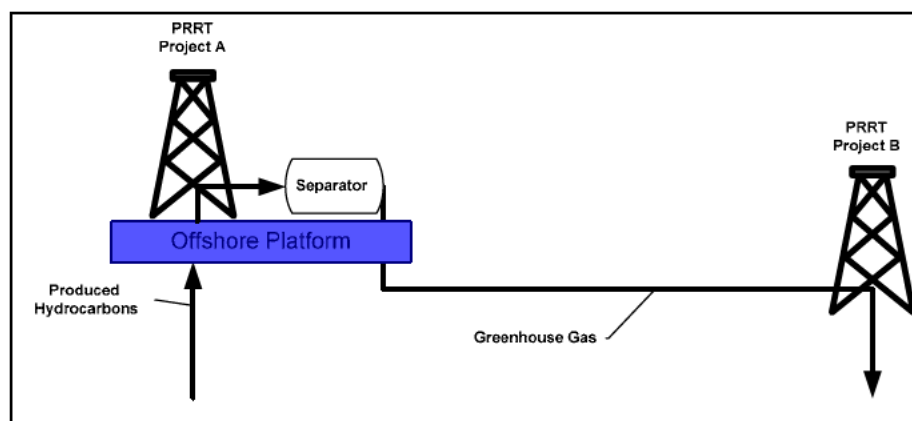 PRRT
Project A
PRRT
Project B
Separator
Offshore Platform
Produced
Hydrocarbons
Greenhouse Gas